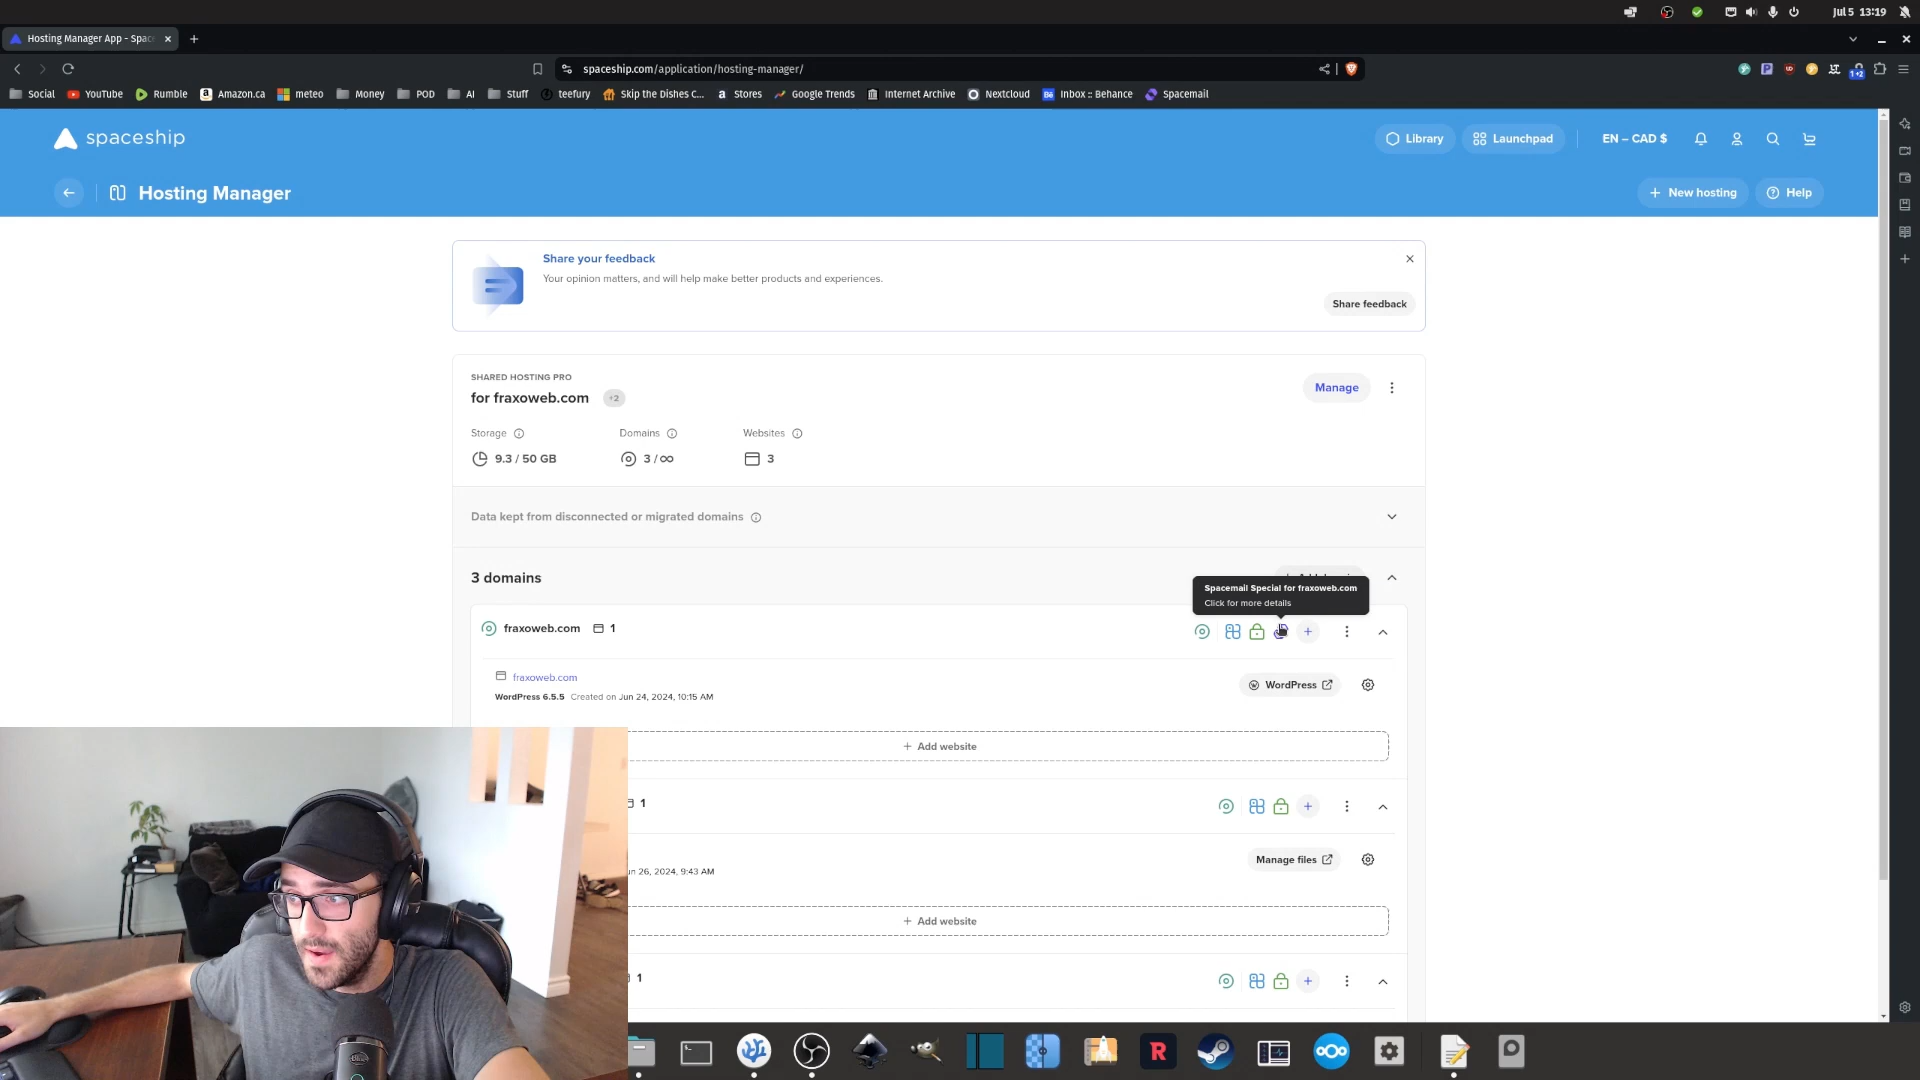 Jul 5 13:19
Hosting Manager App - Spac
spaceship.com/application/hosting-manager/
Social
YouTube
Rumble
Amazon.ca
meteo
Money
POD
AI
Stuff
teefury
Skip the Dishes C...
Stores
Google Trends
Internet Archive
Nextcloud
Inbox :: Behance
Spacemail
spaceship
Library
Launchpad
EN – CAD $
Hosting Manager
New hosting
Help
Share your feedback
Your opinion matters, and will help make better products and experiences.
Share feedback
SHARED HOSTING PRO
for fraxoweb.com +2
Manage
Storage
Domains
Websites
9.3 / 50 GB
3 / ∞
3
Data kept from disconnected or migrated domains
3 domains
Spacemail Special for fraxoweb.com
Click for more details
fraxoweb.com 1
fraxoweb.com
WordPress 6.5.5 Created on Jun 24, 2024, 10:15 AM
WordPress
+ Add website
1
Manage files
un 26, 2024, 9:43 AM
+ Add website
1